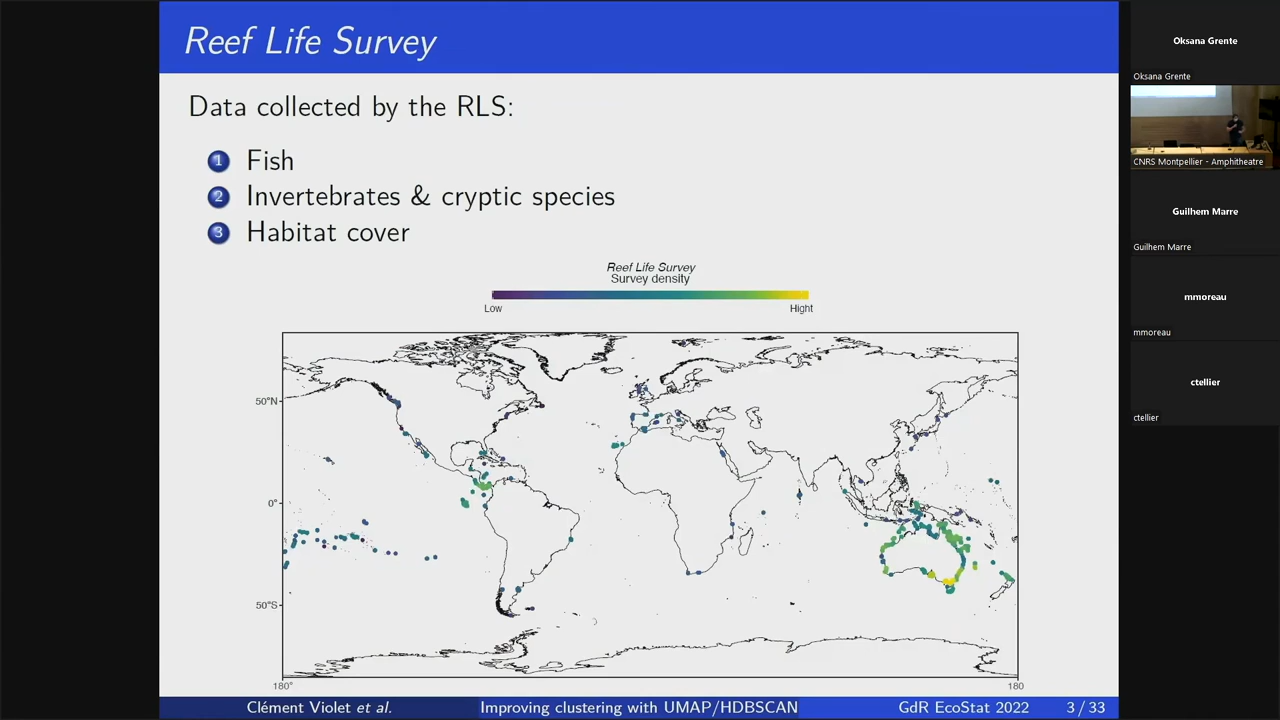 Reef Life Survey
Data collected by the RLS:
1 Fish
2 Invertebrates & cryptic species
3 Habitat cover
Reef Life Survey
Survey density
Low
Hight
50°N
0°
50°S
180°
180
Clément Violet et al.
Improving clustering with UMAP/HDBSCAN
GdR EcoStat 2022
3 / 33
Oksana Grente
Oksana Grente
CNRS Montpellier - Amphitheatre
Guilhem Marre
Guilhem Marre
mmoreau
mmoreau
ctellier
ctellier